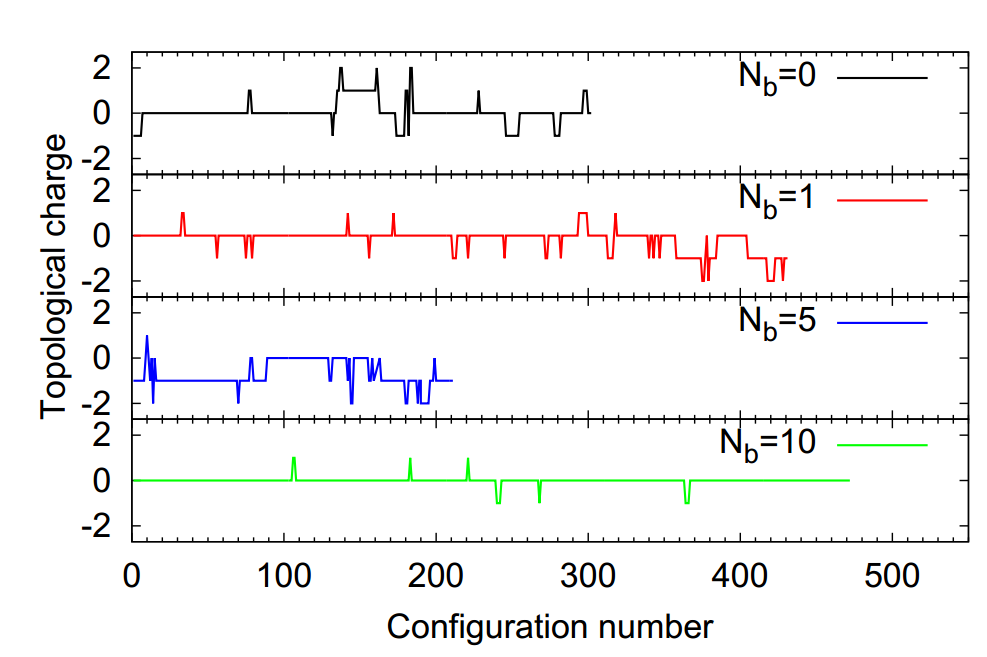 Topological charge
2
0
-2
N_b=0
2
0
-2
N_b=1
2
0
-2
N_b=5
2
0
-2
N_b=10
0 100 200 300 400 500
Configuration number